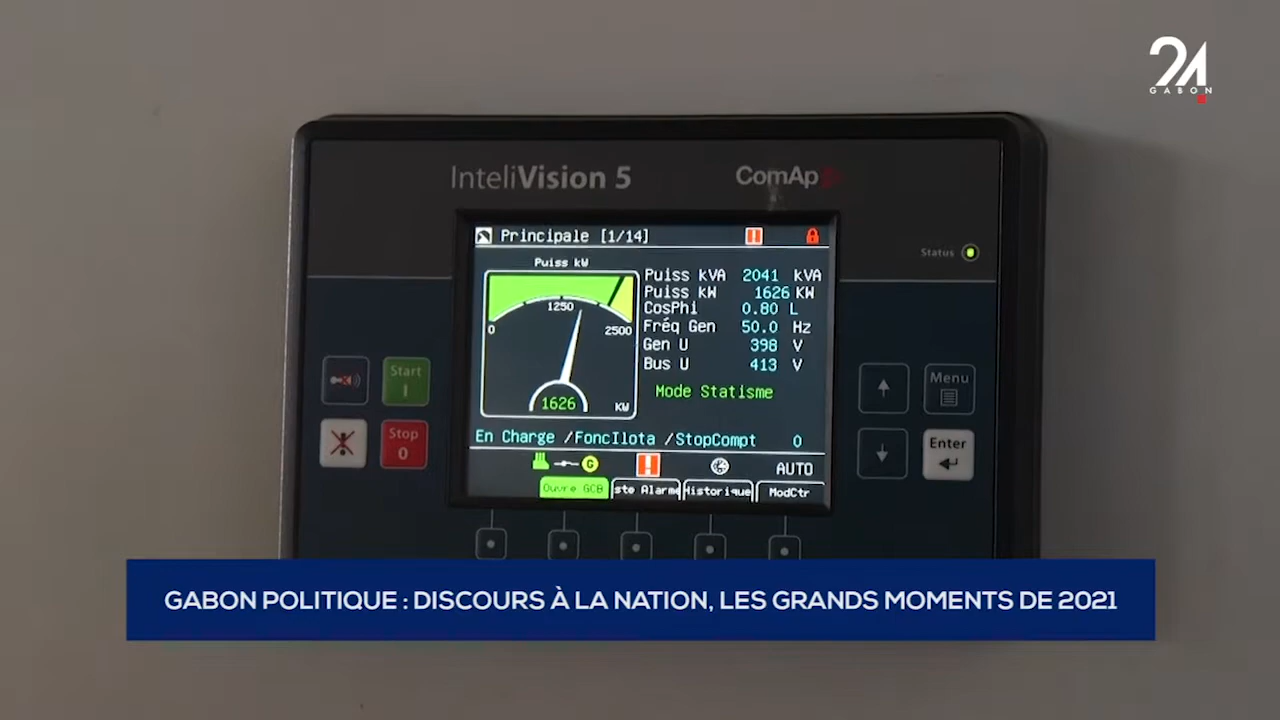 24
GABON
InteliVision 5
ComAp
Status
Principale [1/14]
Puiss kW
1250
0
2500
1626
KW
Puiss kVA 2041 kVA
Puiss kW 1626 KW
CosPhi 0.80 L
Fréq Gen 50.0 Hz
Gen U 398 V
Bus U 413 V
Mode Statisme
En Charge /FoncIlota /StopCompt 0
G
AUTO
Ouvre GCB
ste Alarme
Historique
ModCtr
Start
I
Stop
0
Menu
Enter
GABON POLITIQUE : DISCOURS À LA NATION, LES GRANDS MOMENTS DE 2021